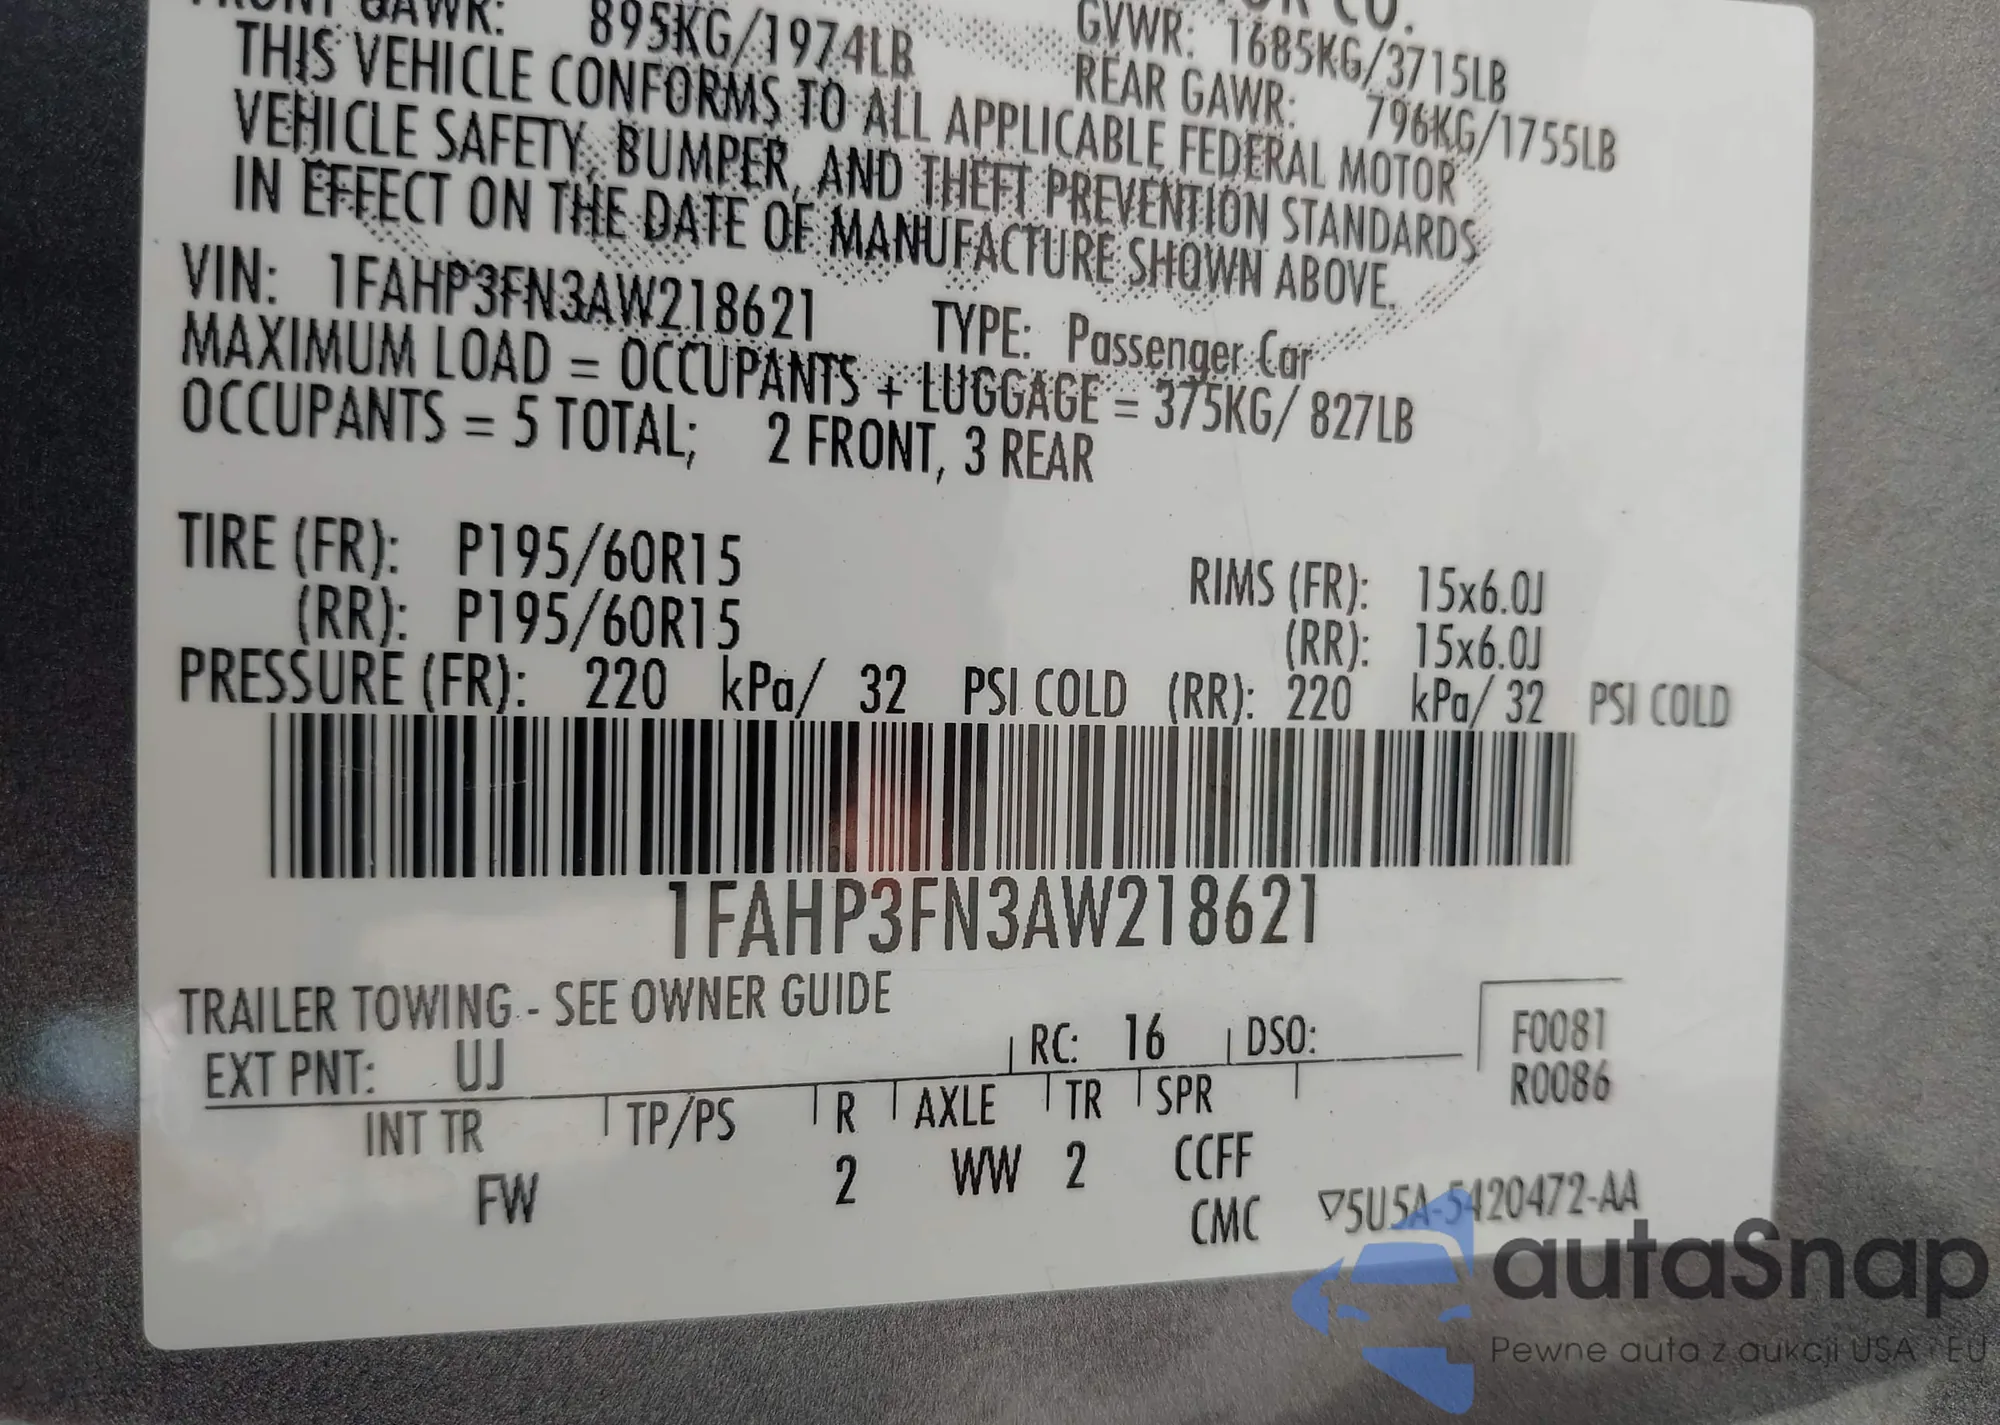 FRONT GAWR: 895KG/1974LB
CO.
GVWR: 1685KG/3715LB
REAR GAWR: 796KG/1755LB
THIS VEHICLE CONFORMS TO ALL APPLICABLE FEDERAL MOTOR
VEHICLE SAFETY, BUMPER, AND THEFT PREVENTION STANDARDS
IN EFFECT ON THE DATE OF MANUFACTURE SHOWN ABOVE.
VIN: 1FAHP3FN3AW218621 TYPE: Passenger Car
MAXIMUM LOAD = OCCUPANTS + LUGGAGE = 375KG/ 827LB
OCCUPANTS = 5 TOTAL; 2 FRONT, 3 REAR
TIRE (FR): P195/60R15 RIMS (FR): 15x6.0J
(RR): P195/60R15 (RR): 15x6.0J
PRESSURE (FR): 220 kPa/ 32 PSI COLD (RR): 220 kPa/ 32 PSI COLD
1FAHP3FN3AW218621
TRAILER TOWING - SEE OWNER GUIDE
EXT PNT: UJ RC: 16 DSO:
F0081
R0086
INT TR TP/PS R AXLE TR SPR
FW 2 WW 2 CCFF
CMC ▽5U5A-5420472-AA
autaSnap
Pewne auta z aukcji USA EU